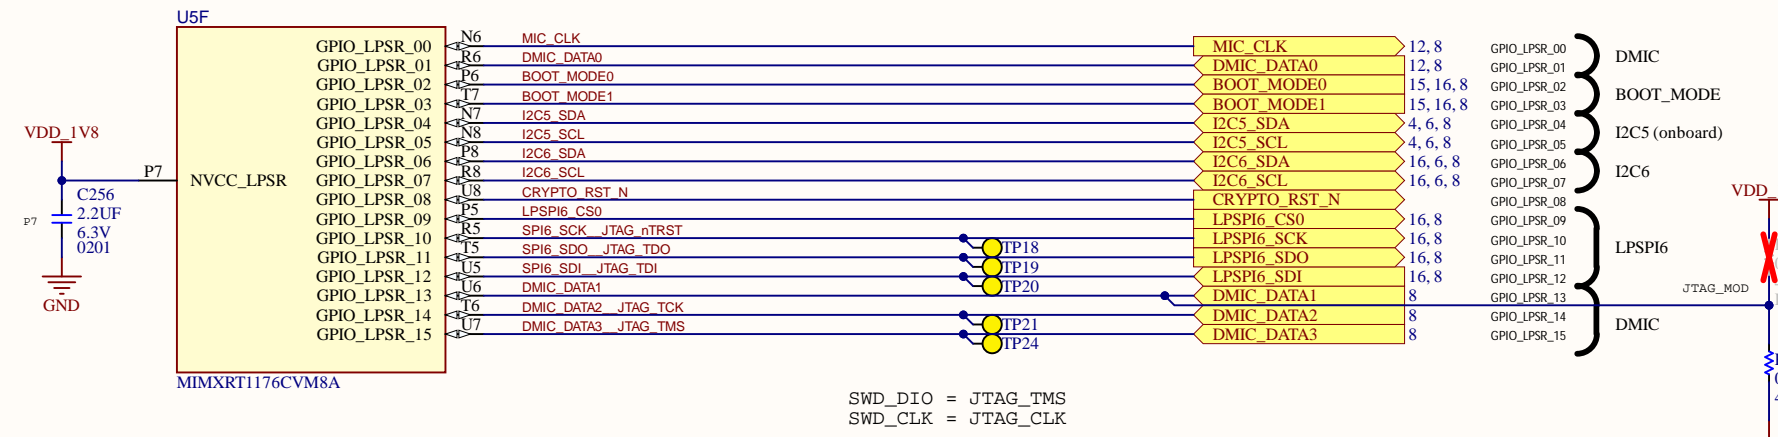 U5F
GPIO_LPSR_00 N6 MIC_CLK MIC_CLK 12, 8 GPIO_LPSR_00
GPIO_LPSR_01 R6 DMIC_DATA0 DMIC_DATA0 12, 8 GPIO_LPSR_01
DMIC
GPIO_LPSR_02 P6 BOOT_MODE0 BOOT_MODE0 15, 16, 8 GPIO_LPSR_02
GPIO_LPSR_03 T7 BOOT_MODE1 BOOT_MODE1 15, 16, 8 GPIO_LPSR_03
BOOT_MODE
GPIO_LPSR_04 N7 I2C5_SDA I2C5_SDA 4, 6, 8 GPIO_LPSR_04
GPIO_LPSR_05 N8 I2C5_SCL I2C5_SCL 4, 6, 8 GPIO_LPSR_05
I2C5 (onboard)
GPIO_LPSR_06 P8 I2C6_SDA I2C6_SDA 16, 6, 8 GPIO_LPSR_06
GPIO_LPSR_07 R8 I2C6_SCL I2C6_SCL 16, 6, 8 GPIO_LPSR_07
I2C6
GPIO_LPSR_08 U8 CRYPTO_RST_N CRYPTO_RST_N GPIO_LPSR_08
GPIO_LPSR_09 P5 LPSPI6_CS0 LPSPI6_CS0 16, 8 GPIO_LPSR_09
GPIO_LPSR_10 R5 SPI6_SCK__JTAG_nTRST TP18 LPSPI6_SCK 16, 8 GPIO_LPSR_10
GPIO_LPSR_11 T5 SPI6_SDO__JTAG_TDO TP19 LPSPI6_SDO 16, 8 GPIO_LPSR_11
GPIO_LPSR_12 U5 SPI6_SDI__JTAG_TDI TP20 LPSPI6_SDI 16, 8 GPIO_LPSR_12
LPSPI6
GPIO_LPSR_13 U6 DMIC_DATA1 DMIC_DATA1 8 GPIO_LPSR_13
GPIO_LPSR_14 T6 DMIC_DATA2__JTAG_TCK TP21 DMIC_DATA2 8 GPIO_LPSR_14
GPIO_LPSR_15 U7 DMIC_DATA3__JTAG_TMS TP24 DMIC_DATA3 8 GPIO_LPSR_15
DMIC
VDD_1V8
P7 NVCC_LPSR
C256
P7 2.2UF
6.3V
0201
GND
MIMXRT1176CVM8A
VDD_
JTAG_MOD
SWD_DIO = JTAG_TMS
SWD_CLK = JTAG_CLK